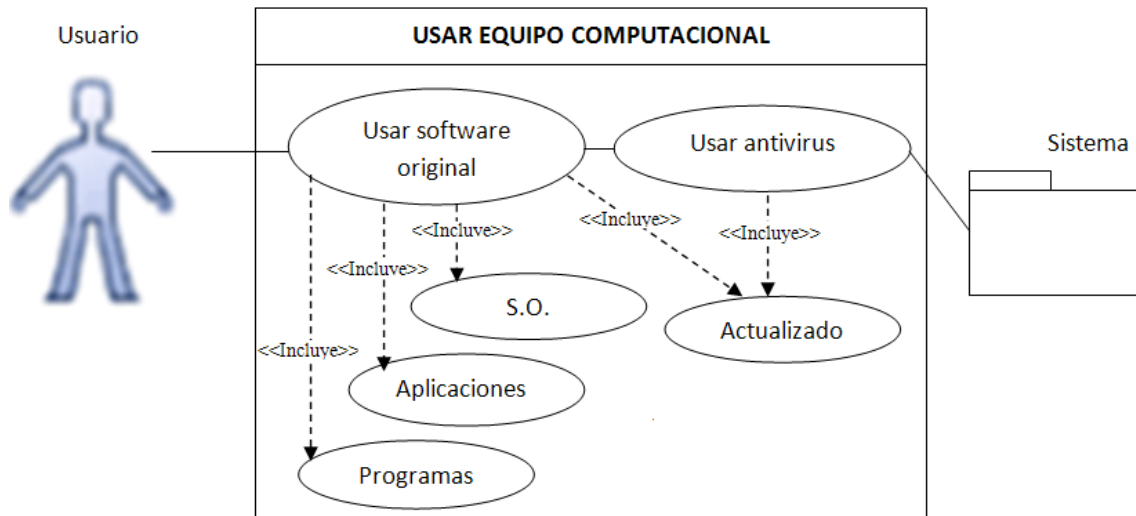 Usuario
USAR EQUIPO COMPUTACIONAL
Usar software
original
Usar antivirus
Sistema
<<Incluye>>
<<Incluye>>
<<Incluve>>
<<Incluye>>
<<Incluye>>
S.O.
Actualizado
Aplicaciones
Programas